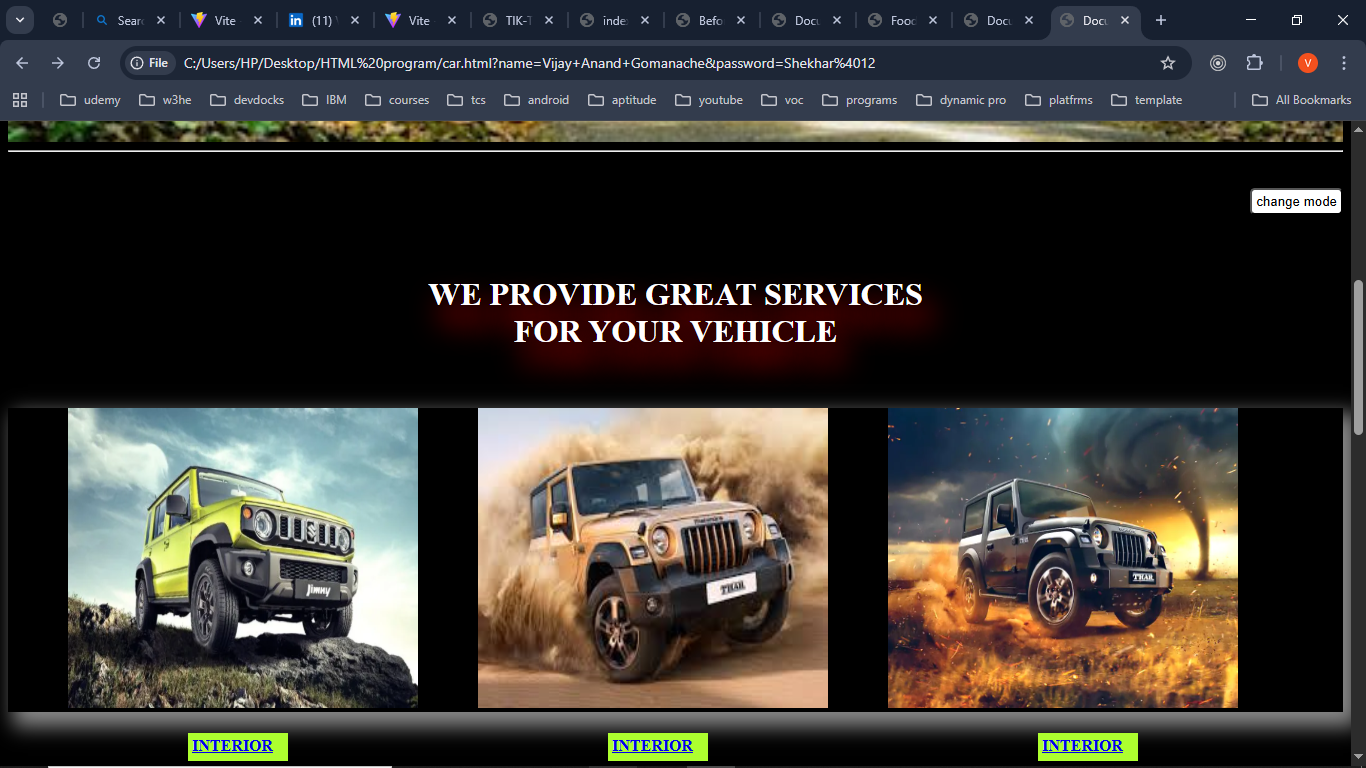 Sear
Vite
(11)
Vite
TIK-T
inde
Befo
Docu
Food
Docu
Docu
File
C:/Users/HP/Desktop/HTML%20program/car.html?name=Vijay+Anand+Gomanache&password=Shekhar%4012
V
udemy
w3he
devdocks
IBM
courses
tcs
android
aptitude
youtube
voc
programs
dynamic pro
platfrms
template
All Bookmarks
change mode
WE PROVIDE GREAT SERVICES
FOR YOUR VEHICLE
Jimny
Mahindra
THAR
THAR
INTERIOR
INTERIOR
INTERIOR